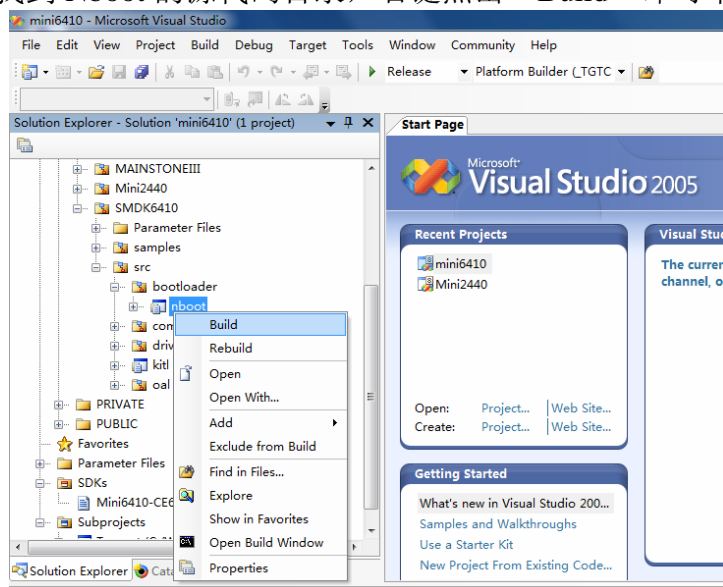 mini6410 - Microsoft Visual Studio
File Edit View Project Build Debug Target Tools Window Community Help
Release Platform Builder (_TGTC
Solution Explorer - Solution 'mini6410' (1 project)
MAINSTONEIII
Mini2440
SMDK6410
Parameter Files
samples
src
bootloader
nboot
kitl
oal
PRIVATE
PUBLIC
Favorites
Parameter Files
SDKs
Mini6410-CE6
Subprojects
Solution Explorer
Build
Rebuild
Open
Open With...
Add
Exclude from Build
Find in Files...
Explore
Show in Favorites
Open Build Window
Properties
Start Page
Microsoft
Visual Studio 2005
Recent Projects
mini6410
Mini2440
Open: Project... Web Site...
Create: Project... Web Site...
Getting Started
What's new in Visual Studio 200...
Samples and Walkthroughs
Use a Starter Kit
New Project From Existing Code...
Visual Stu
The curren
channel, o